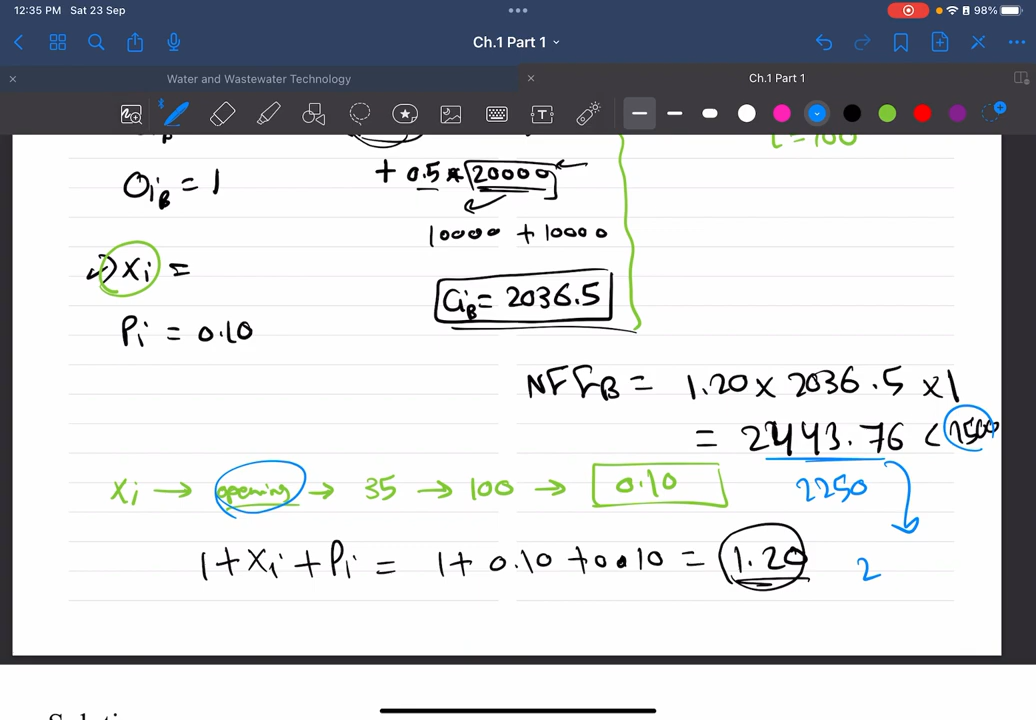 12:35 PM Sat 23 Sep
98%
Ch.1 Part 1
Water and Wastewater Technology
Ch.1 Part 1
+ 0.5 * [20000]
OiB = 1
10000 + 10000
Xi =
CiB = 2036.5
Pi = 0.10
NFFB = 1.20 x 2036.5 x 1
= 2443.76 <
Xi → opening → 35 → 100 → 0.10
2250
1 + Xi + Pi = 1 + 0.10 + 0.10 = 1.20
2